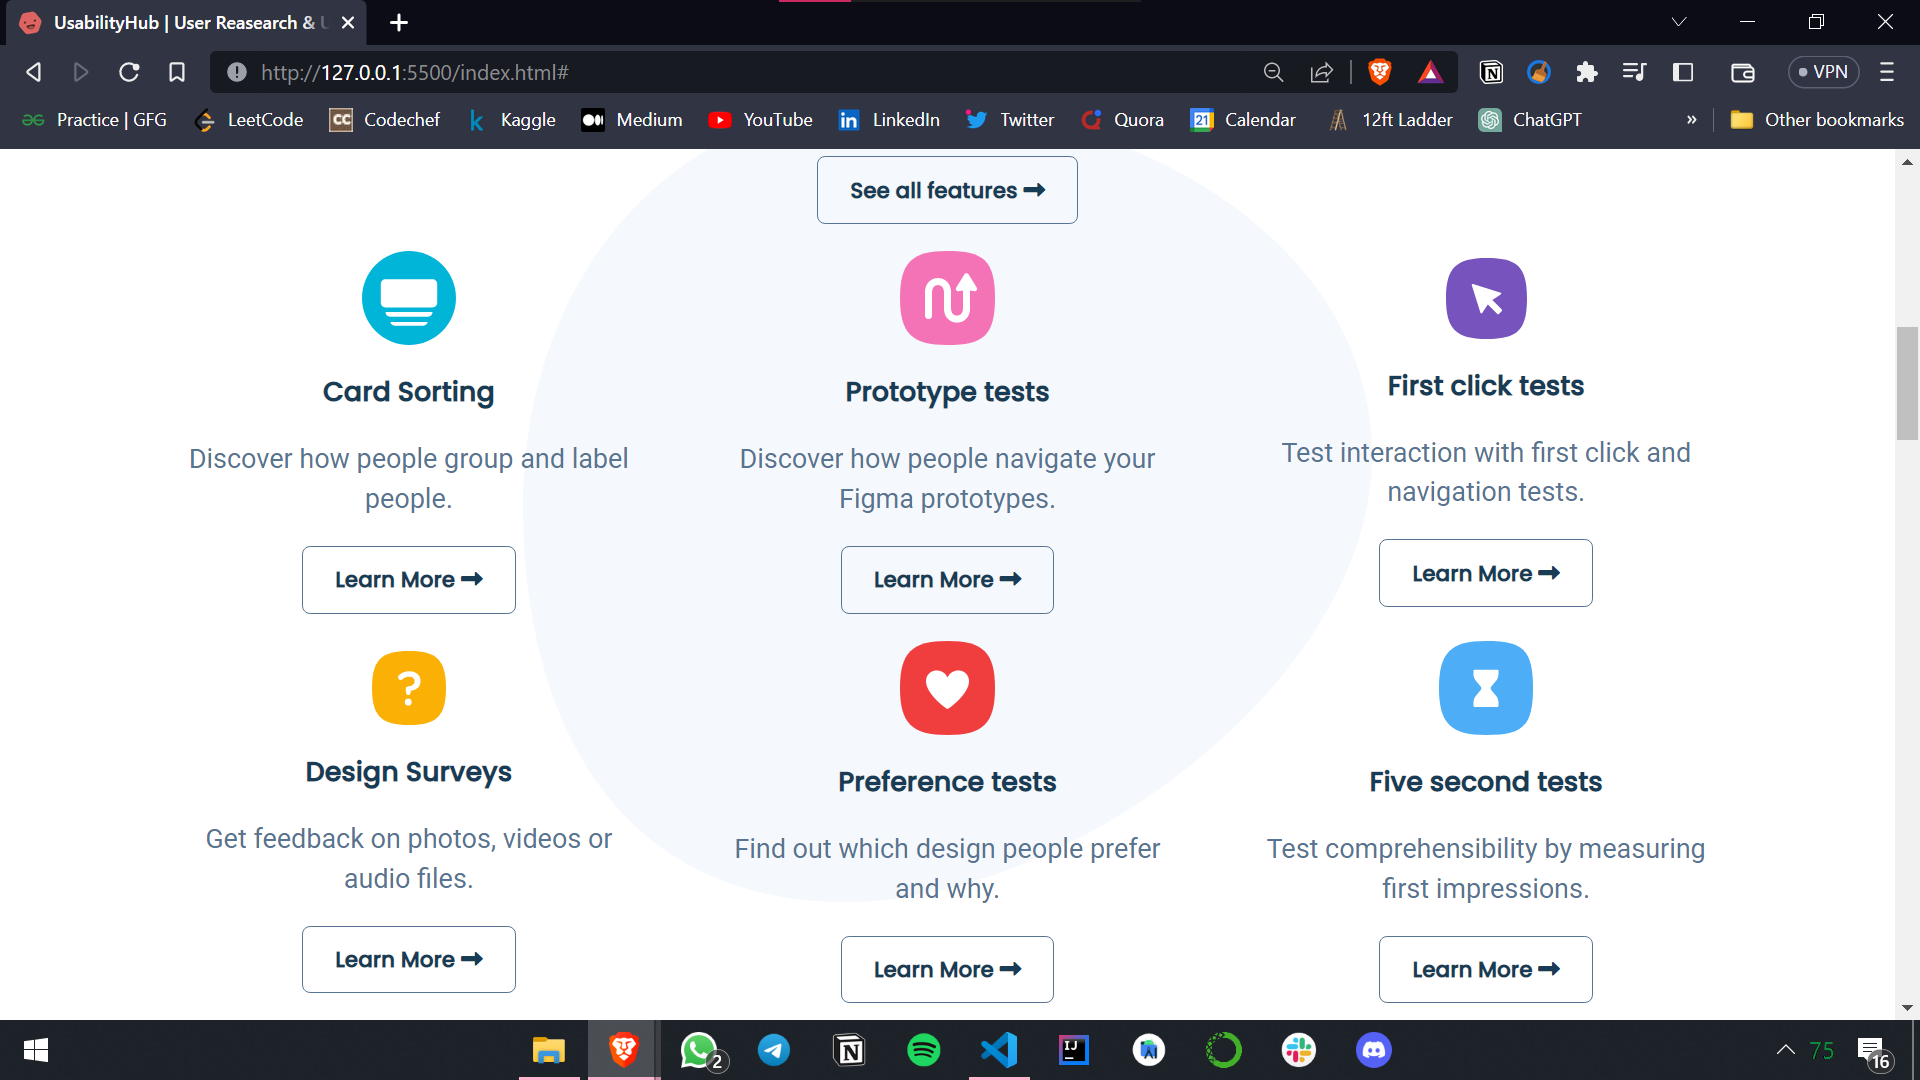 UsabilityHub | User Reasearch & U
http://127.0.0.1:5500/index.html#
VPN
Practice | GFG
LeetCode
CC
Codechef
k
Kaggle
Medium
YouTube
in
LinkedIn
Twitter
Quora
21
Calendar
12ft Ladder
ChatGPT
»
Other bookmarks
See all features
Card Sorting
Prototype tests
First click tests
Discover how people group and label
people.
Discover how people navigate your
Figma prototypes.
Test interaction with first click and
navigation tests.
Learn More
Learn More
Learn More
?
Design Surveys
Preference tests
Five second tests
Get feedback on photos, videos or
audio files.
Find out which design people prefer
and why.
Test comprehensibility by measuring
first impressions.
Learn More
Learn More
Learn More
2
N
IJ
75
16